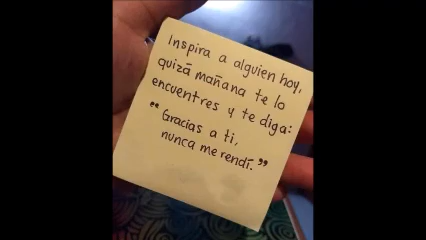 Inspira a alguien hoy,
quizá mañana te lo
encuentres y te diga:
"Gracias a ti,
nunca me rendí."